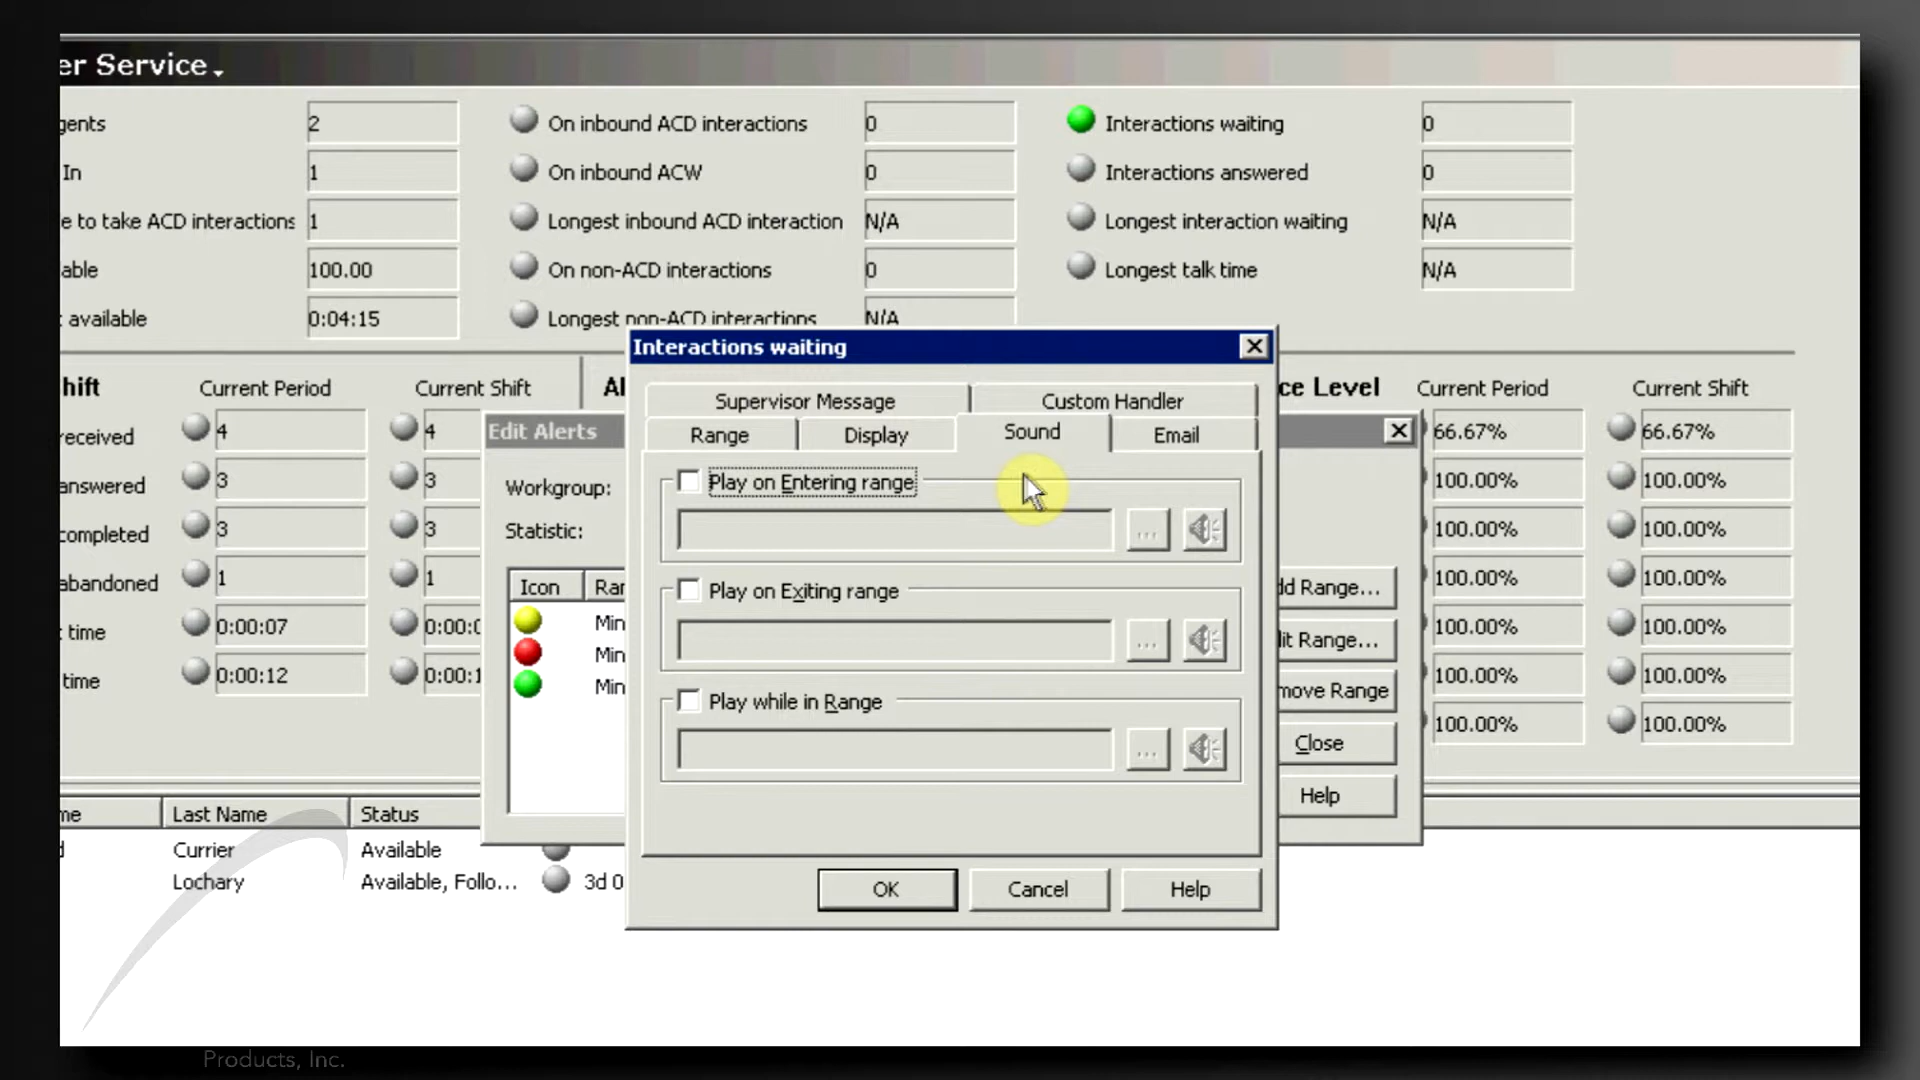 er Service
gents 2 On inbound ACD interactions 0 Interactions waiting 0
In 1 On inbound ACW 0 Interactions answered 0
e to take ACD interactions 1 Longest inbound ACD interaction N/A Longest interaction waiting N/A
able 100.00 On non-ACD interactions 0 Longest talk time N/A
t available 0:04:15 Longest non-ACD interactions N/A
Interactions waiting
hift Current Period Current Shift Al ce Level Current Period Current Shift
Supervisor Message Custom Handler
Range Display Sound Email
received 4 4 Edit Alerts 66.67% 66.67%
answered 3 3 Workgroup: Play on Entering range 100.00% 100.00%
completed 3 3 Statistic: ... 100.00% 100.00%
abandoned 1 1 Icon Ran Play on Exiting range dd Range... 100.00% 100.00%
t time 0:00:07 0:00:0 Min ... dit Range... 100.00% 100.00%
Min
time 0:00:12 0:00:1 Min Play while in Range move Range 100.00% 100.00%
... Close 100.00% 100.00%
Help
me Last Name Status
d Currier Available
Lochary Available, Follo... 3d 0
OK Cancel Help
Products, Inc.